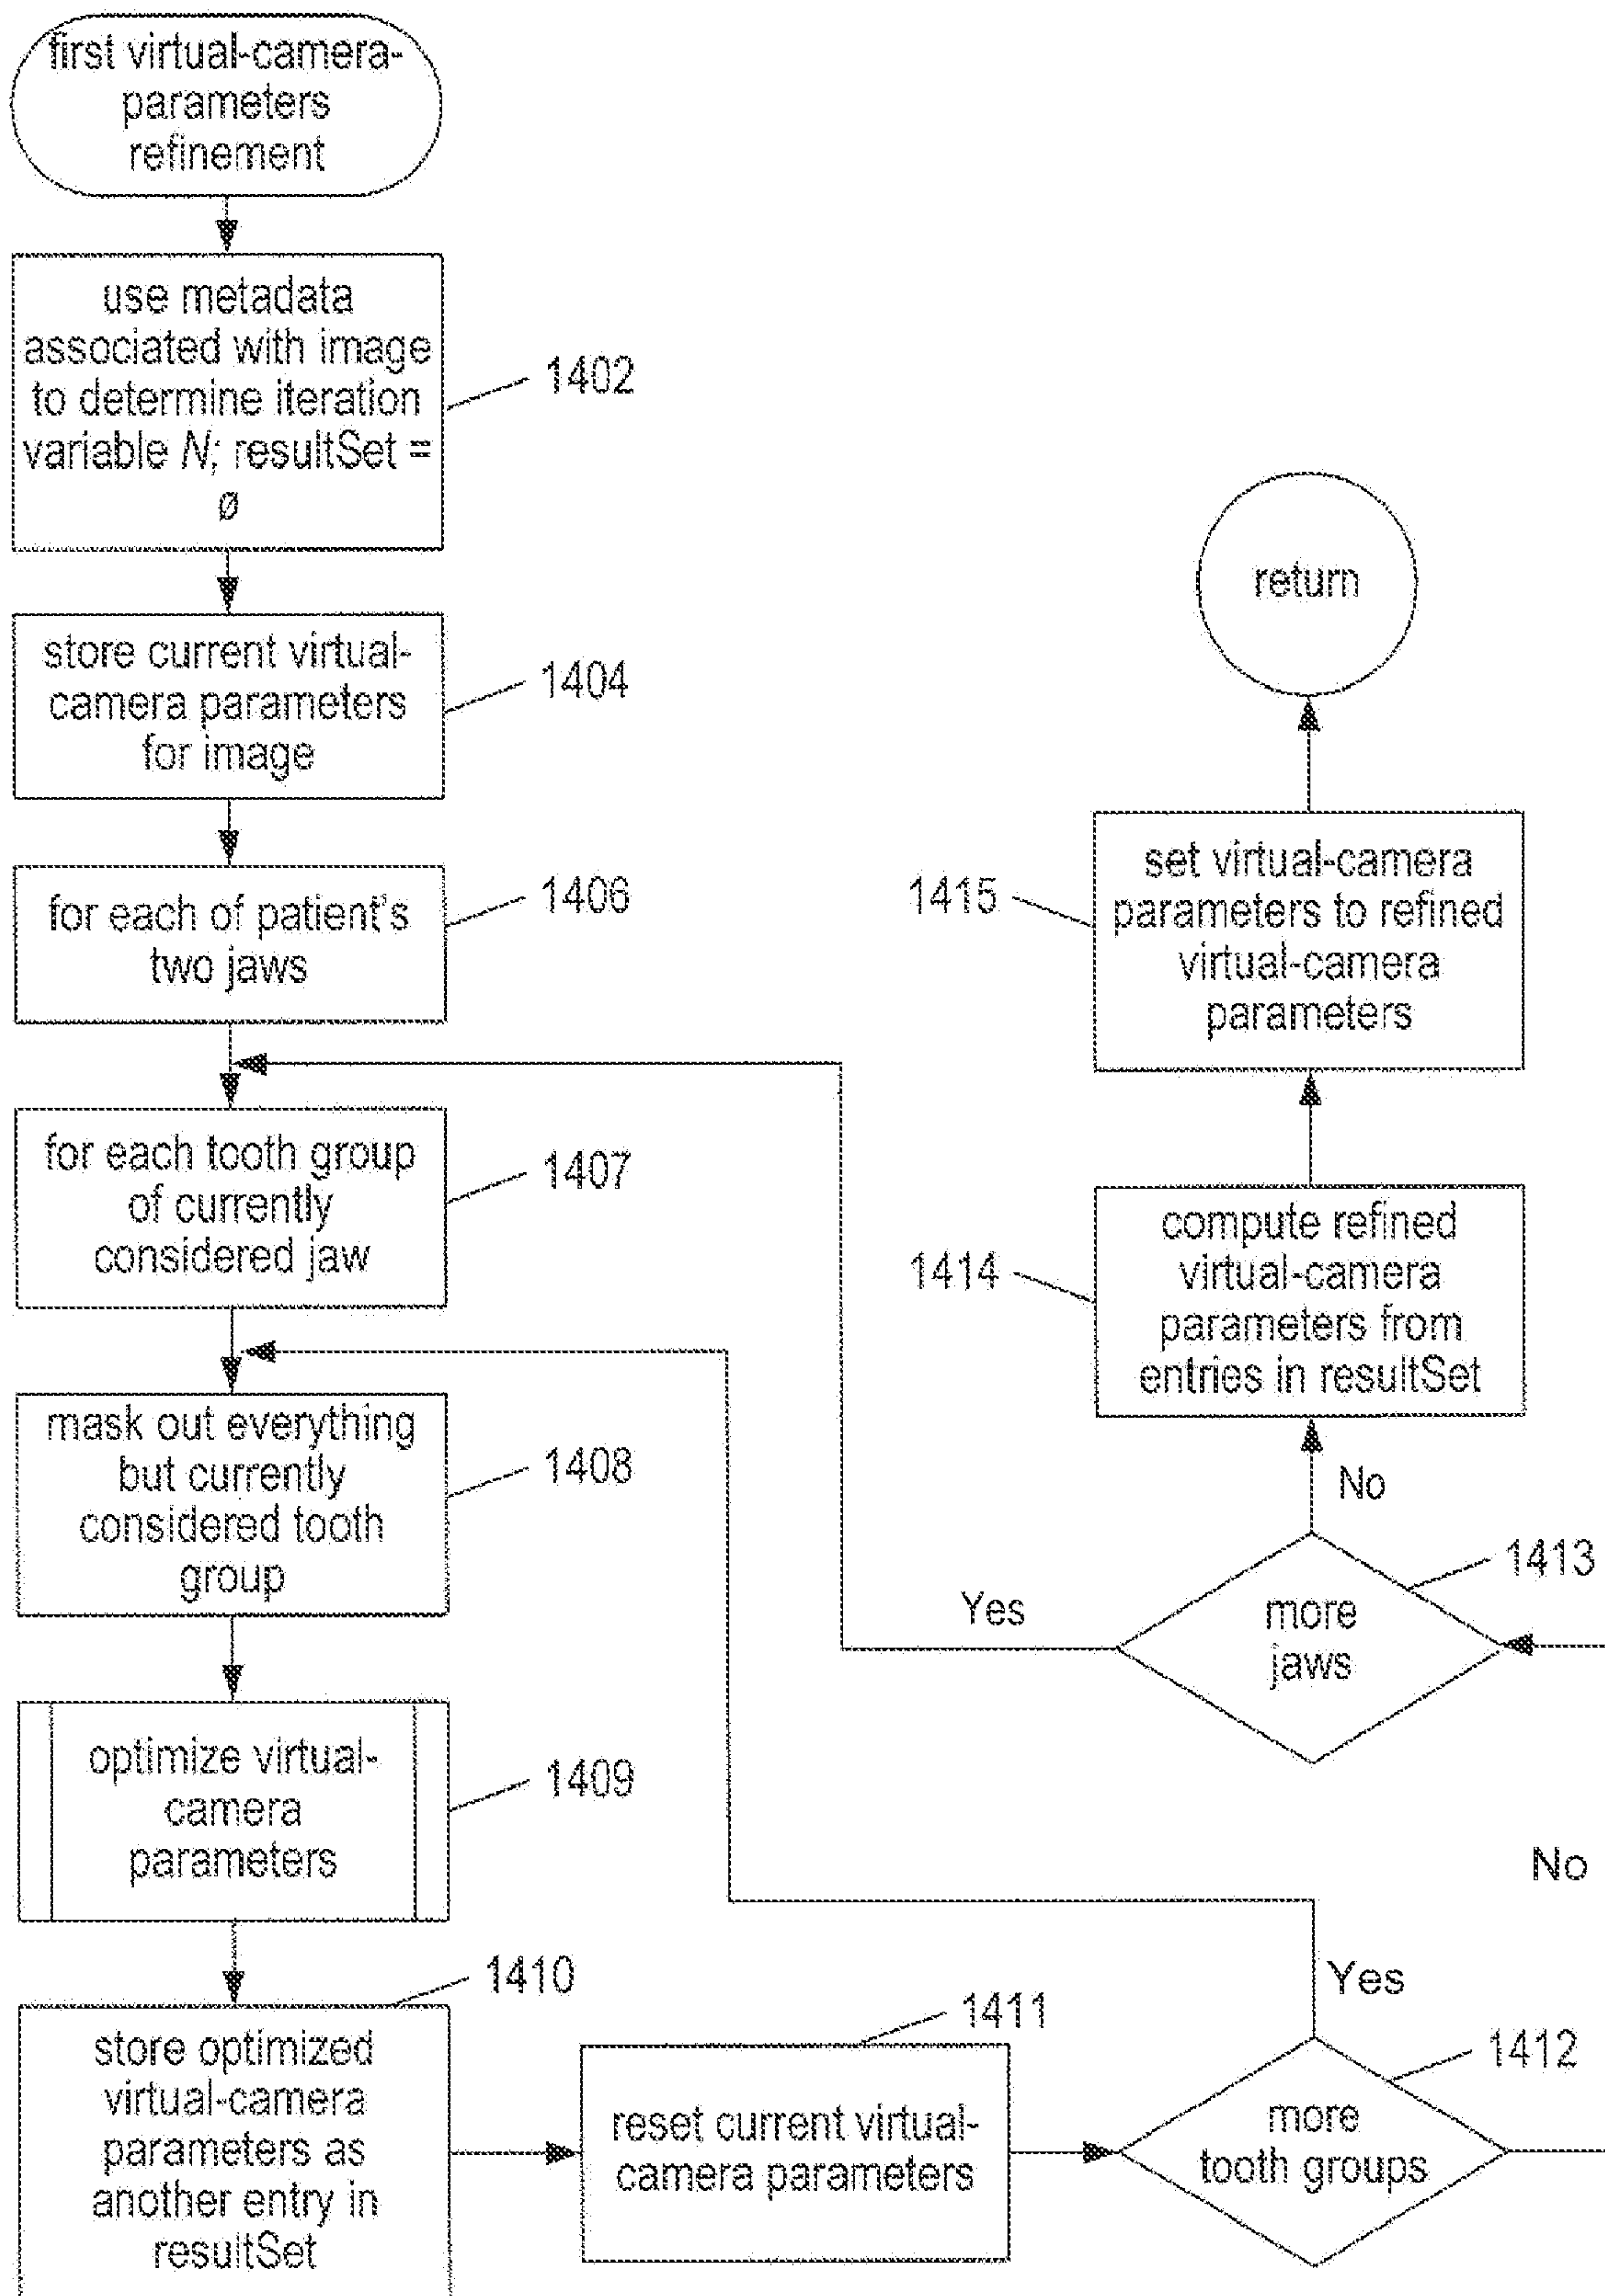 first virtual-camera-
parameters
refinement
use metadata
associated with image
to determine iteration
variable N; resultSet =
ø
1402
store current virtual-
camera parameters
for image
1404
for each of patient's
two jaws
1406
for each tooth group
of currently
considered jaw
1407
mask out everything
but currently
considered tooth
group
1408
optimize virtual-
camera
parameters
1409
store optimized
virtual-camera
parameters as
another entry in
resultSet
1410
reset current virtual-
camera parameters
1411
more
tooth groups
1412
Yes
No
more
jaws
1413
Yes
No
compute refined
virtual-camera
parameters from
entries in resultSet
1414
set virtual-camera
parameters to refined
virtual-camera
parameters
1415
return